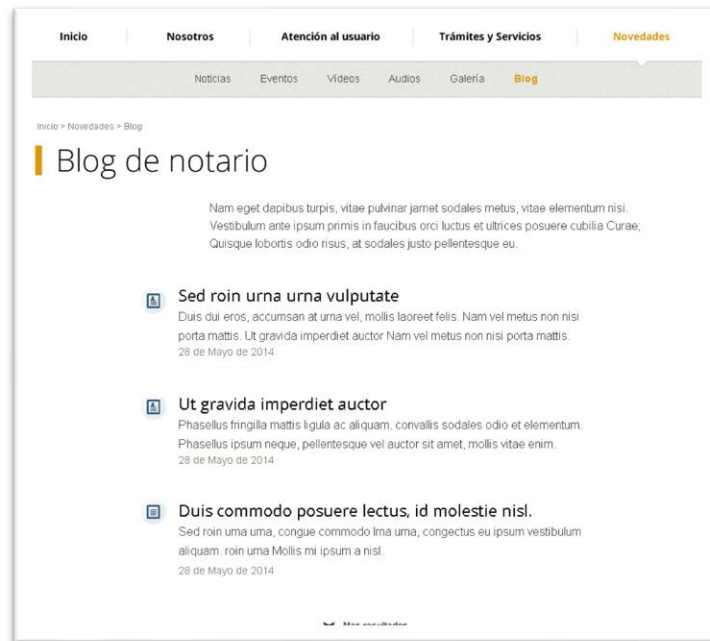 Inicio Nosotros Atención al usuario Trámites y Servicios Novedades
Noticias Eventos Videos Audios Galería Blog
Inicio > Novedades > Blog
Blog de notario
Nam eget dapibus turpis, vitae pulvinar jamet sodales metus, vitae elementum nisi.
Vestibulum ante ipsum primis in faucibus orci luctus et ultrices posuere cubilia Curae;
Quisque lobortis odio risus, at sodales justo pellentesque eu.
Sed roin urna urna vulputate
Duis dui eros, accumsan at urna vel, mollis laoreet felis. Nam vel metus non nisi
porta mattis. Ut gravida imperdiet auctor Nam vel metus non nisi porta mattis.
28 de Mayo de 2014
Ut gravida imperdiet auctor
Phasellus fringilla mattis ligula ac aliquam. convallis sodales odio et elementum.
Phasellus ipsum neque, pellentesque vel auctor sit amet, mollis vitae enim.
28 de Mayo de 2014
Duis commodo posuere lectus, id molestie nisl.
Sed roin urna urna, congue commodo Irna urna, congectus eu ipsum vestibulum
aliquam. roin urna Mollis mi ipsum a nisl.
28 de Mayo de 2014
Mas resultados